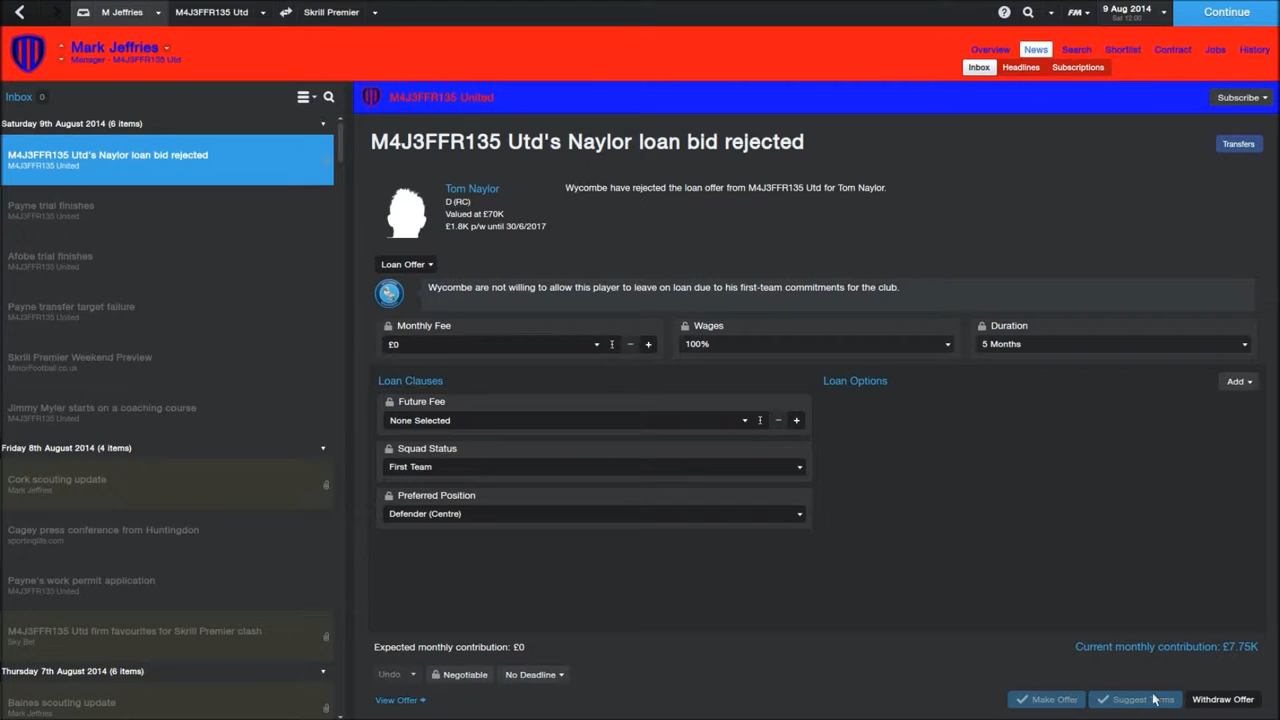 M Jeffries
M4J3FFR135 Utd
Skrill Premier
FM
9 Aug 2014
Sat 12:00
Continue
Mark Jeffries
Manager - M4J3FFR135 Utd
Overview
News
Search
Shortlist
Contract
Jobs
History
Inbox
Headlines
Subscriptions
Inbox 0
Saturday 9th August 2014 (6 items)
M4J3FFR135 Utd's Naylor loan bid rejected
M4J3FFR135 United
Payne trial finishes
M4J3FFR135 United
Afobe trial finishes
M4J3FFR135 United
Payne transfer target failure
M4J3FFR135 United
Skrill Premier Weekend Preview
MotorFootball.co.uk
Jimmy Myler starts on a coaching course
M4J3FFR135 United
Friday 8th August 2014 (4 items)
Cork scouting update
Mark Jeffries
Cagey press conference from Huntingdon
sportinglife.com
Payne's work permit application
M4J3FFR135 United
M4J3FFR135 Utd firm favourites for Skrill Premier clash
Sky Bet
Thursday 7th August 2014 (6 items)
Baines scouting update
Mark Jeffries
M4J3FFR135 United
Subscribe
M4J3FFR135 Utd's Naylor loan bid rejected
Transfers
Tom Naylor
D (RC)
Valued at £70K
£1.8K p/w until 30/6/2017
Wycombe have rejected the loan offer from M4J3FFR135 Utd for Tom Naylor.
Loan Offer
Wycombe are not willing to allow this player to leave on loan due to his first-team commitments for the club.
Monthly Fee
£0
Wages
100%
Duration
5 Months
Loan Clauses
Future Fee
None Selected
Squad Status
First Team
Preferred Position
Defender (Centre)
Loan Options
Add
Expected monthly contribution: £0
Current monthly contribution: £7.75K
Undo
Negotiable
No Deadline
View Offer
Make Offer
Suggest Terms
Withdraw Offer